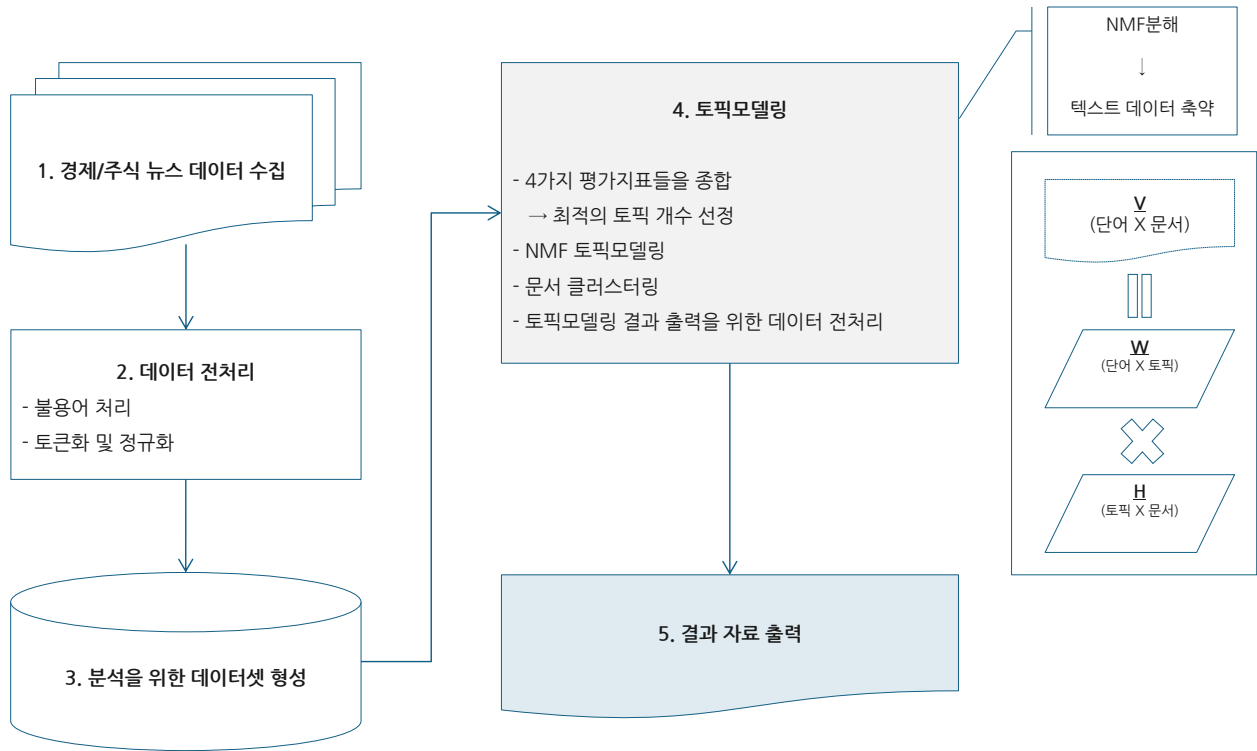 1. 경제/주식 뉴스 데이터 수집
2. 데이터 전처리
- 불용어 처리
- 토큰화 및 정규화
3. 분석을 위한 데이터셋 형성
4. 토픽모델링
- 4가지 평가지표들을 종합
→ 최적의 토픽 개수 선정
- NMF 토픽모델링
- 문서 클러스터링
- 토픽모델링 결과 출력을 위한 데이터 전처리
5. 결과 자료 출력
NMF분해
↓
텍스트 데이터 축약
V
(단어 X 문서)
W
(단어 X 토픽)
H
(토픽 X 문서)